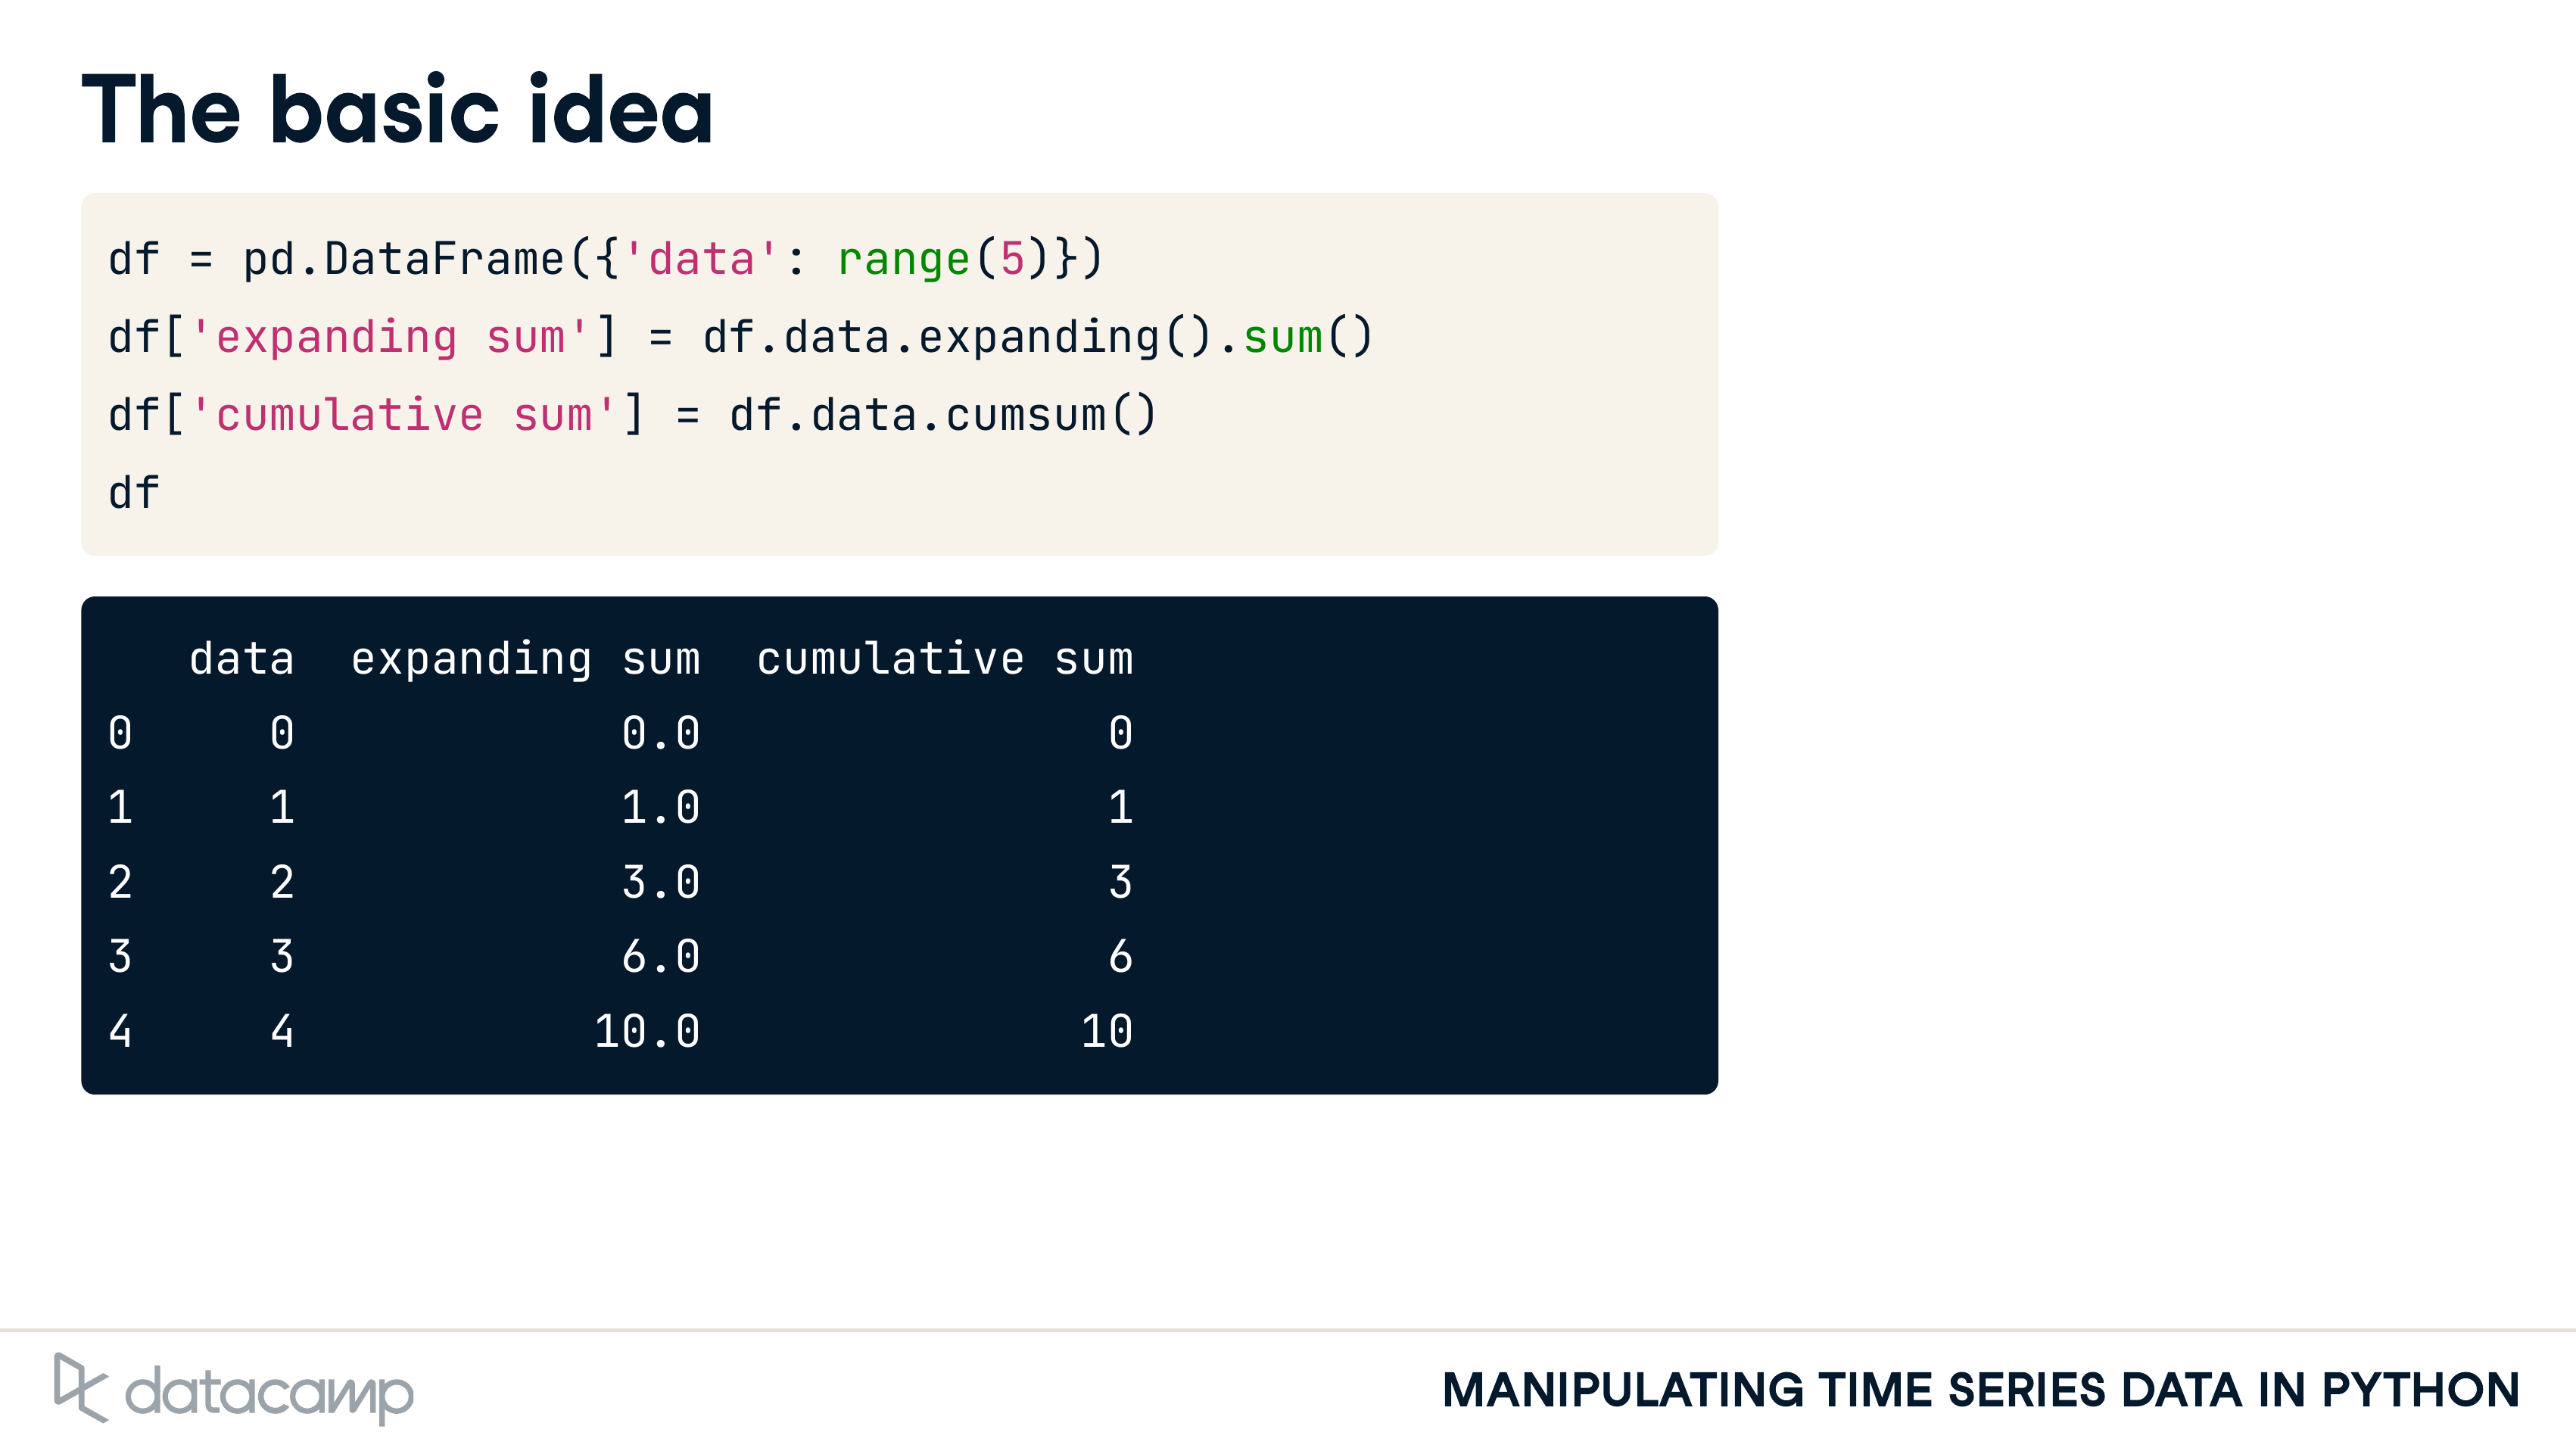 The basic idea
df = pd.DataFrame({'data': range(5)})
df['expanding sum'] = df.data.expanding().sum()
df['cumulative sum'] = df.data.cumsum()
df
   data  expanding sum  cumulative sum
0     0            0.0               0
1     1            1.0               1
2     2            3.0               3
3     3            6.0               6
4     4           10.0              10
datacamp
MANIPULATING TIME SERIES DATA IN PYTHON